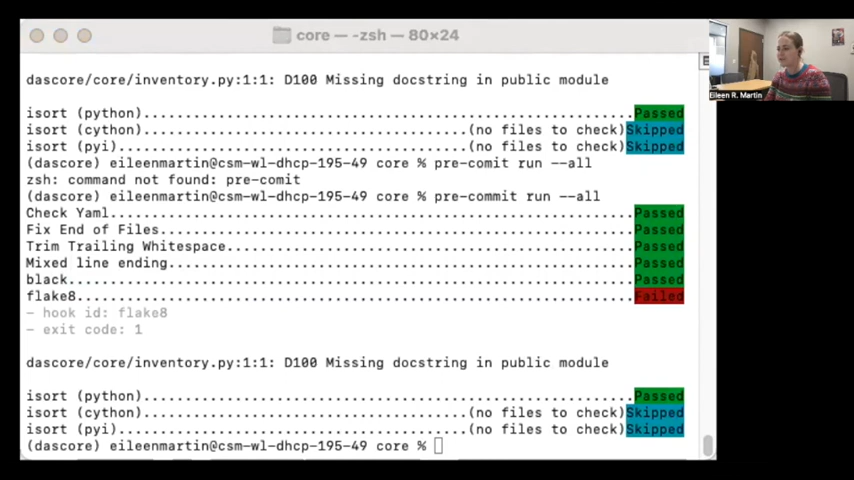 core — -zsh — 80×24
dascore/core/inventory.py:1:1: D100 Missing docstring in public module
isort (python)..........................................................Passed
isort (cython).....................................(no files to check)Skipped
isort (pyi)........................................(no files to check)Skipped
(dascore) eileenmartin@csm-wl-dhcp-195-49 core % pre-comit run --all
zsh: command not found: pre-comit
(dascore) eileenmartin@csm-wl-dhcp-195-49 core % pre-commit run --all
Check Yaml...............................................................Passed
Fix End of Files.........................................................Passed
Trim Trailing Whitespace.................................................Passed
Mixed line ending........................................................Passed
black....................................................................Passed
flake8...................................................................Failed
- hook id: flake8
- exit code: 1
dascore/core/inventory.py:1:1: D100 Missing docstring in public module
isort (python)..........................................................Passed
isort (cython).....................................(no files to check)Skipped
isort (pyi)........................................(no files to check)Skipped
(dascore) eileenmartin@csm-wl-dhcp-195-49 core %
Eileen R. Martin